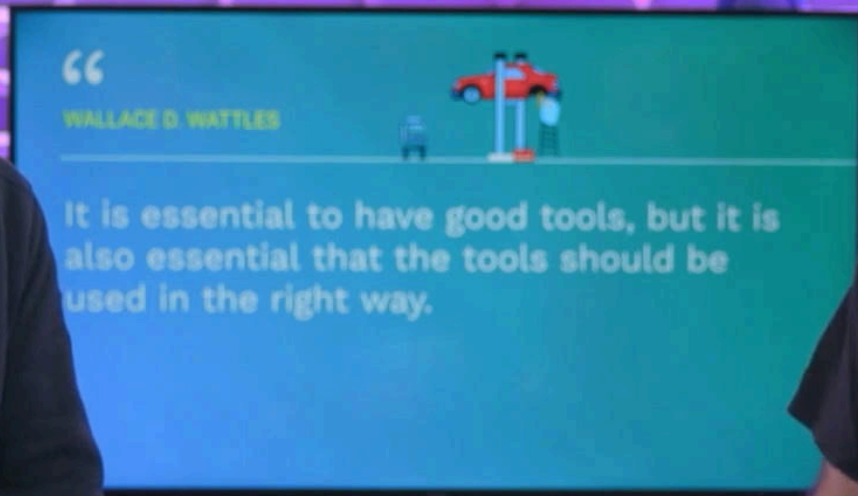 “
WALLACE D. WATTLES
It is essential to have good tools, but it is
also essential that the tools should be
used in the right way.